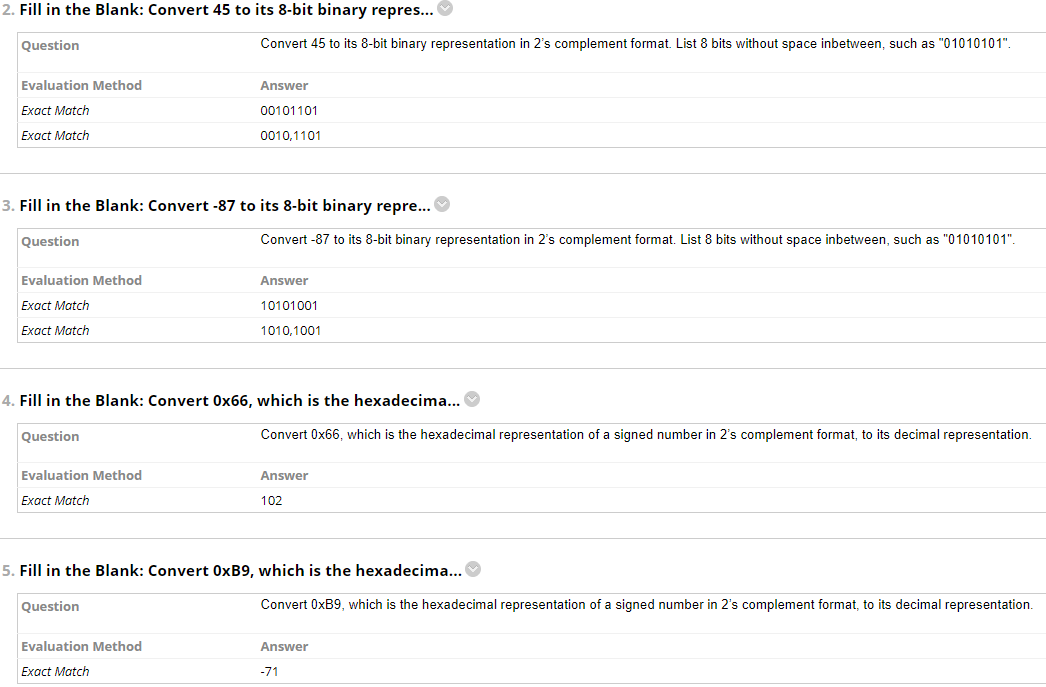 2. Fill in the Blank: Convert 45 to its 8-bit binary repres...
Question Convert 45 to its 8-bit binary representation in 2's complement format. List 8 bits without space inbetween, such as "01010101".
Evaluation Method Answer
Exact Match 00101101
Exact Match 0010,1101
3. Fill in the Blank: Convert -87 to its 8-bit binary repre...
Question Convert -87 to its 8-bit binary representation in 2's complement format. List 8 bits without space inbetween, such as "01010101".
Evaluation Method Answer
Exact Match 10101001
Exact Match 1010,1001
4. Fill in the Blank: Convert 0x66, which is the hexadecima...
Question Convert 0x66, which is the hexadecimal representation of a signed number in 2's complement format, to its decimal representation.
Evaluation Method Answer
Exact Match 102
5. Fill in the Blank: Convert 0xB9, which is the hexadecima...
Question Convert 0xB9, which is the hexadecimal representation of a signed number in 2's complement format, to its decimal representation.
Evaluation Method Answer
Exact Match -71